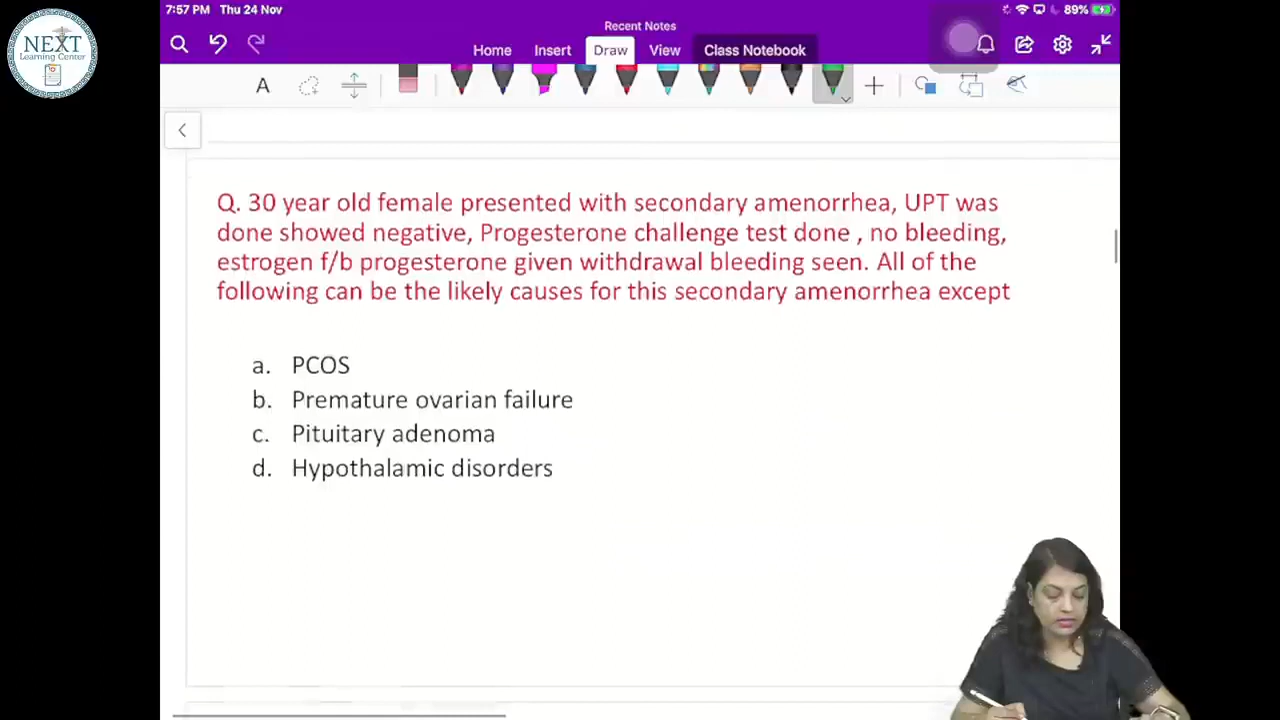 7:57 PM Thu 24 Nov
89%
Recent Notes
NEXT
Learning Center
Home Insert Draw View Class Notebook
A
Q. 30 year old female presented with secondary amenorrhea, UPT was
done showed negative, Progesterone challenge test done , no bleeding,
estrogen f/b progesterone given withdrawal bleeding seen. All of the
following can be the likely causes for this secondary amenorrhea except
a. PCOS
b. Premature ovarian failure
c. Pituitary adenoma
d. Hypothalamic disorders